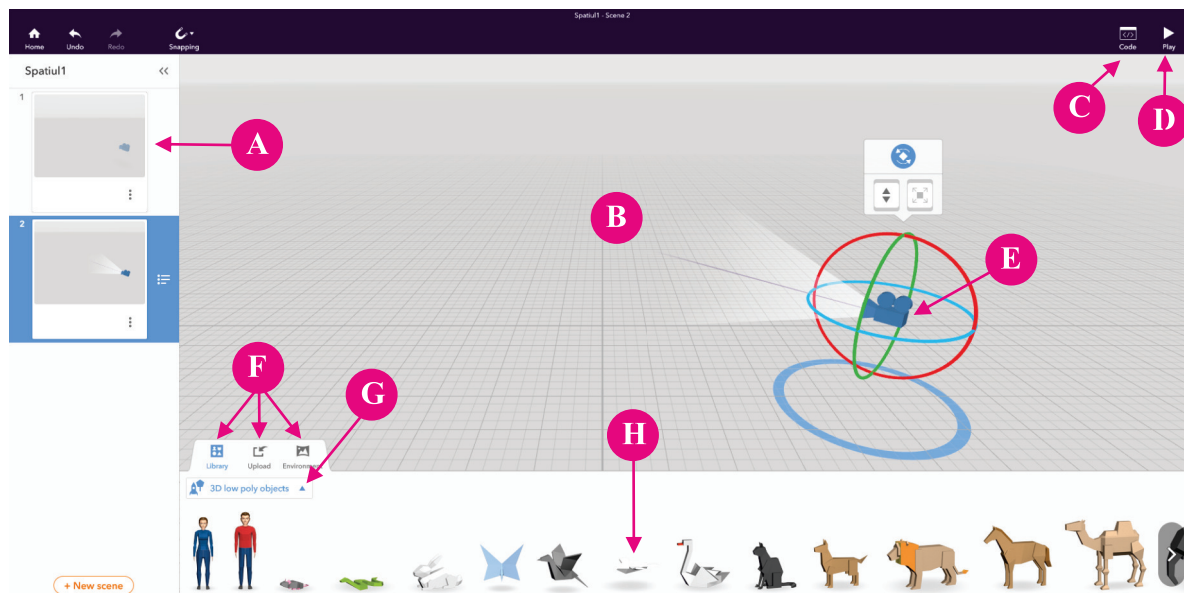 Spatiul1 - Scene 2
Home
Undo
Redo
Snapping
Code
Play
Spatiul1
<<
1
2
A
B
C
D
E
F
G
H
Library
Upload
Environment
3D low poly objects
+ New scene